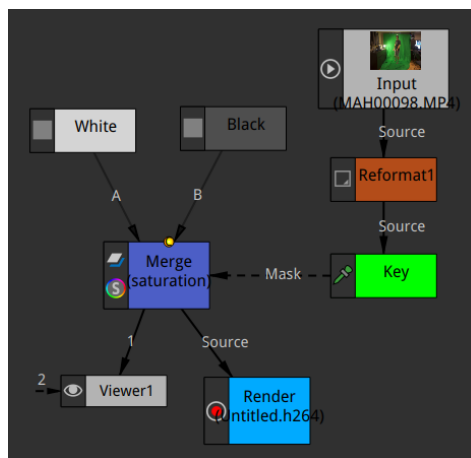 Input
(MAH00098.MP4)
Source
White
Black
Reformat1
A
B
Source
Merge
(saturation)
Mask
Key
S
1
Source
2
Viewer1
Render
(Untitled.h264)